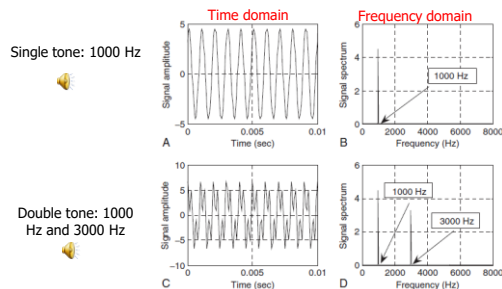 Time domain
Frequency domain
Single tone: 1000 Hz
Signal amplitude
5
0
−5
0
0.005
0.01
A
Time (sec)
Signal spectrum
6
4
2
0
0
2000
4000
6000
8000
1000 Hz
B
Frequency (Hz)
Double tone: 1000
Hz and 3000 Hz
Signal amplitude
10
5
0
−5
−10
0
0.005
0.01
C
Time (sec)
Signal spectrum
6
4
2
0
0
2000
4000
6000
8000
1000 Hz
3000 Hz
D
Frequency (Hz)